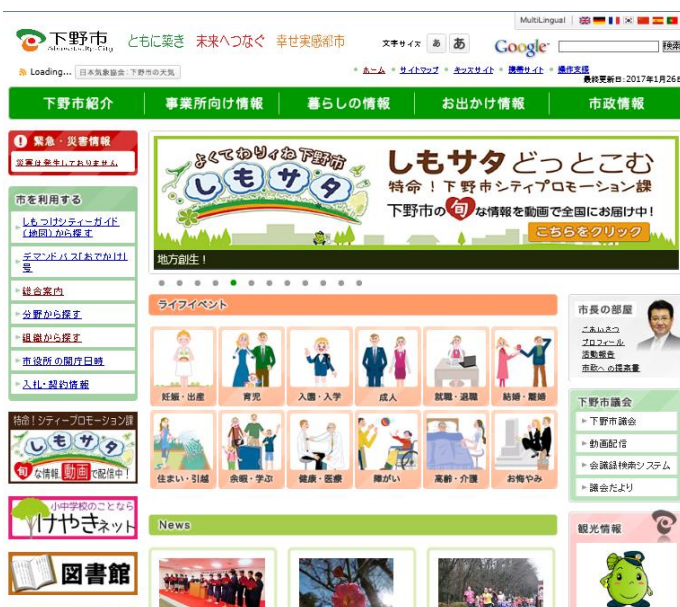 MultiLingual
下野市
Shimotsuke-City
ともに築き 未来へつなぐ 幸せ実感都市
文字サイズ あ あ
Google 検索
Loading... 日本気象協会:下野市の天気
ホーム サイトマップ キッズサイト 携帯サイト 操作支援
最終更新日:2017年1月26日
下野市紹介 事業所向け情報 暮らしの情報 お出かけ情報 市政情報
緊急・災害情報
災害は発生しておりません
市を利用する
しもつけシティーガイド
(地図)から探す
デマンドバス「おでかけ」
号
総合案内
分野から探す
組織から探す
市役所の開庁日時
入札・契約情報
特命!シティープロモーション課
しもサタ
旬な情報動画で配信中!
小中学校のことなら
けやきネット
図書館
よくてわりぃね下野市
しもサタ
しもサタどっとこむ
特命!下野市シティプロモーション課
下野市の旬な情報を動画で全国にお届け中!
こちらをクリック
地方創生!
ライフイベント
妊娠・出産 育児 入園・入学 成人 就職・退職 結婚・離婚
住まい・引越 余暇・学ぶ 健康・医療 障がい 高齢・介護 お悔やみ
News
市長の部屋
ごあいさつ
プロフィール
活動報告
市政への提案書
下野市議会
下野市議会
動画配信
会議録検索システム
議会だより
観光情報